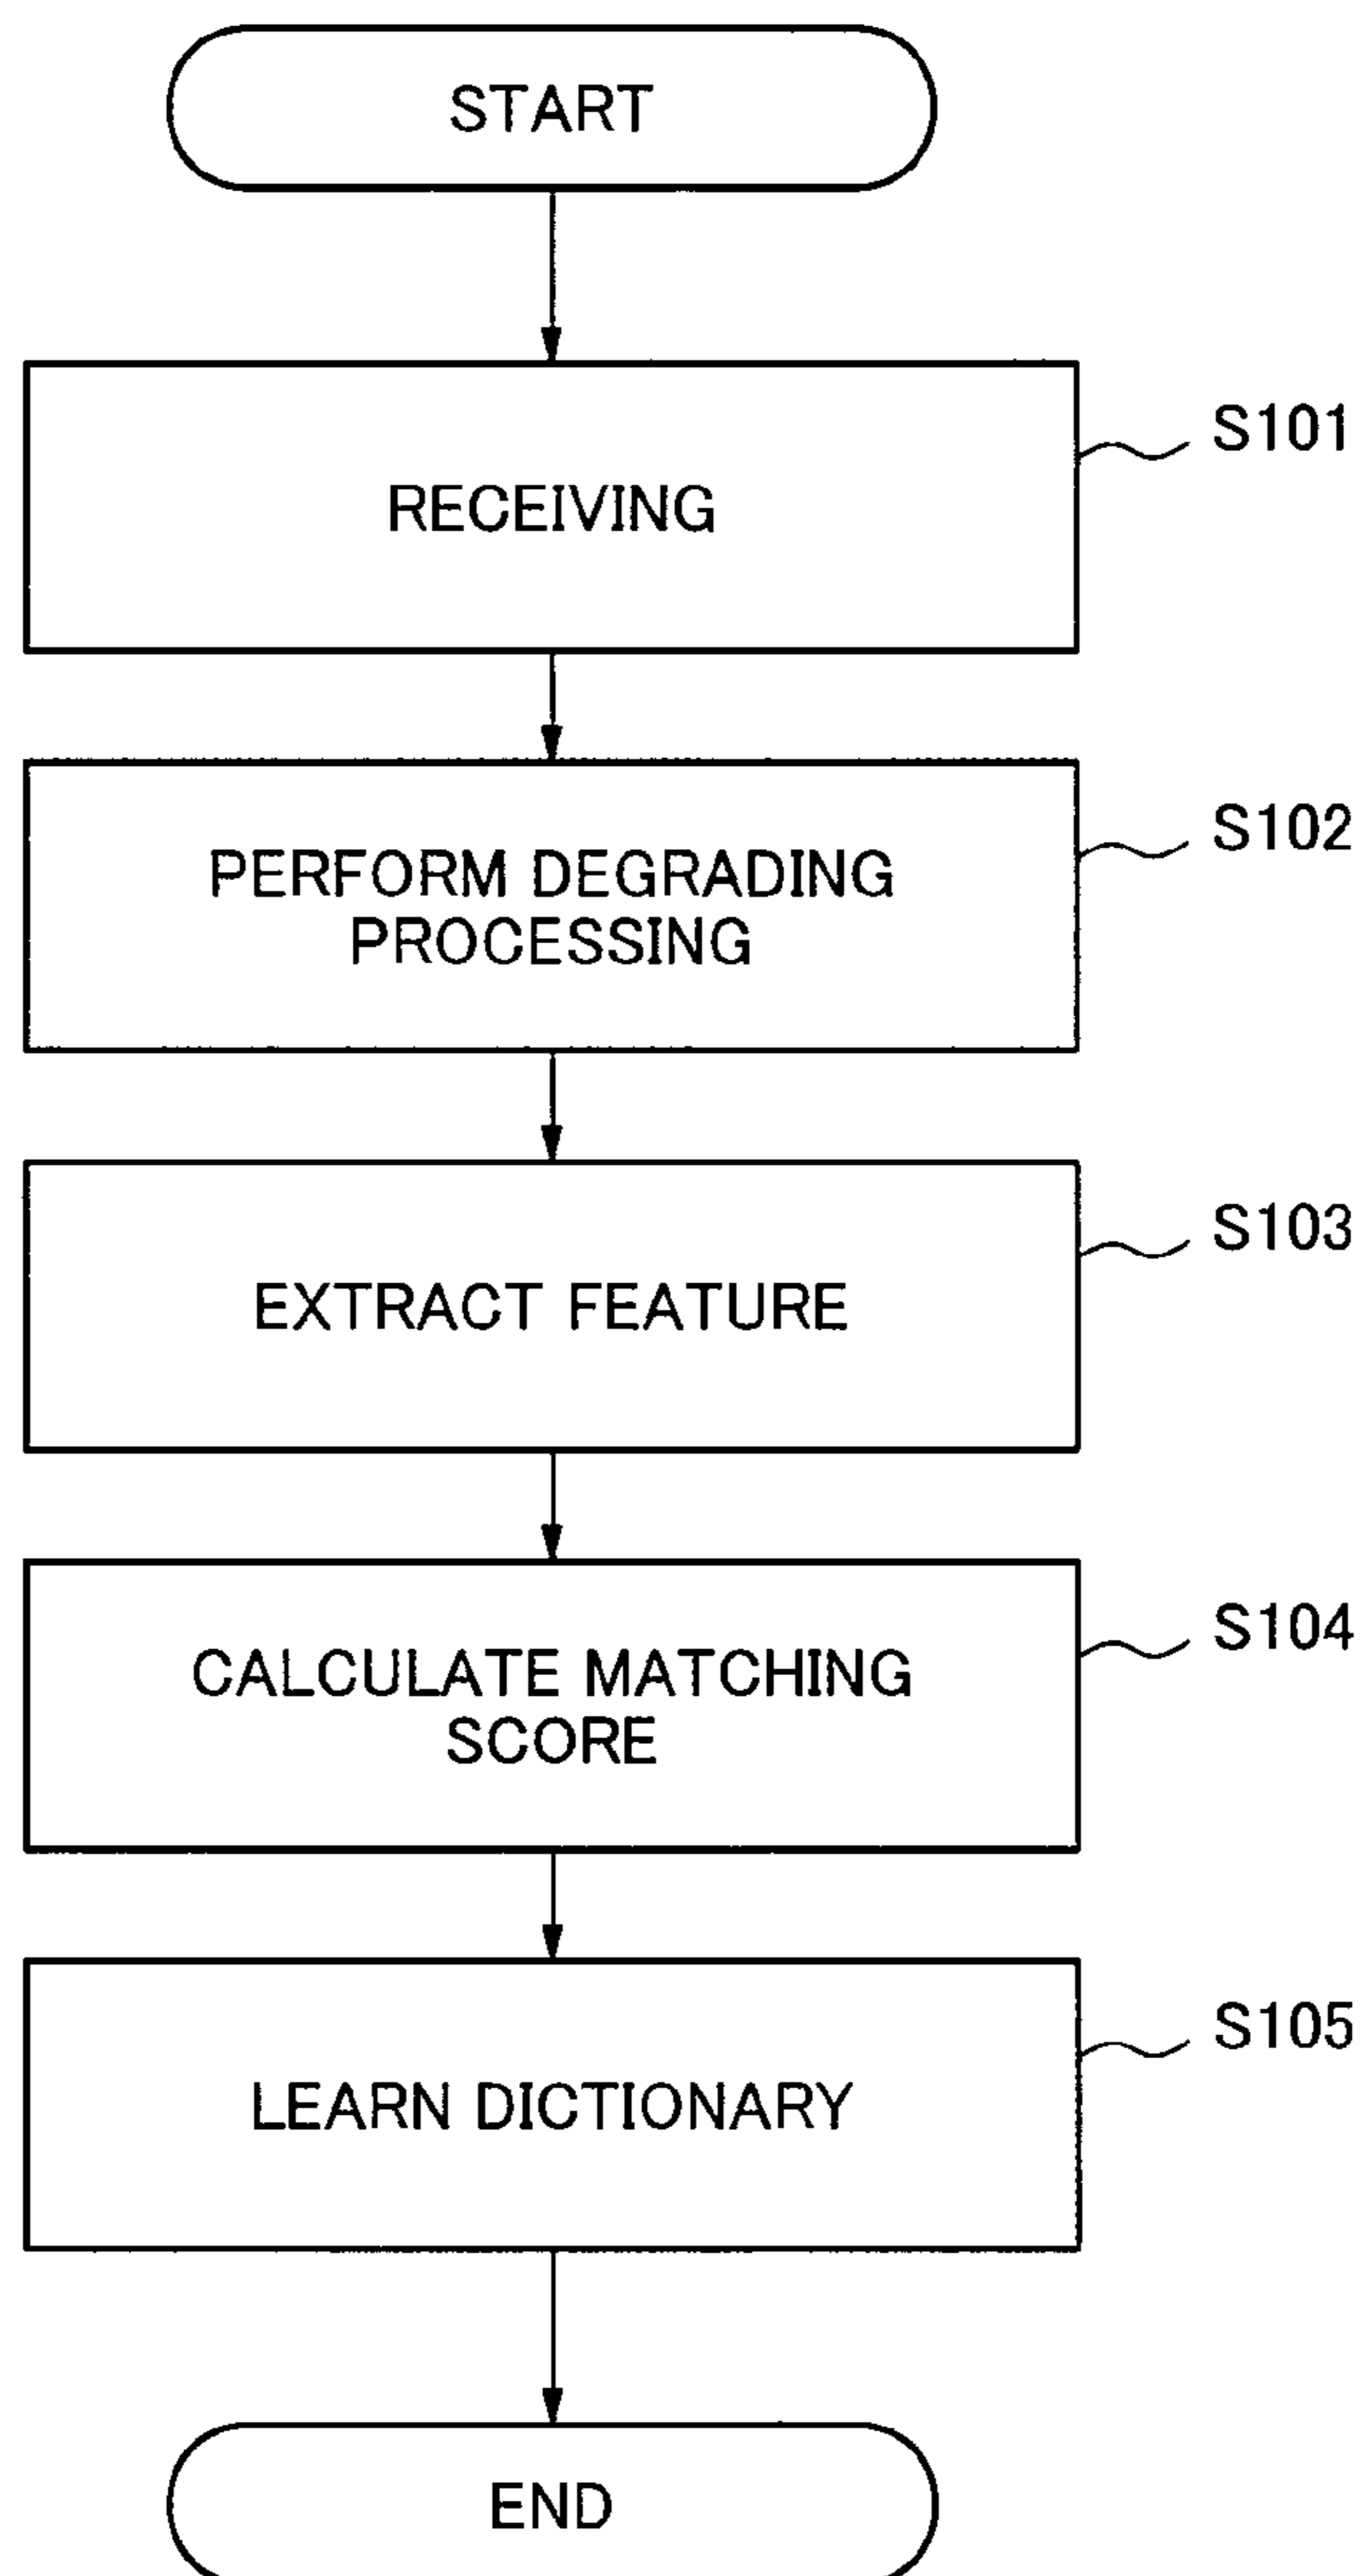 START
RECEIVING
S101
PERFORM DEGRADING
PROCESSING
S102
EXTRACT FEATURE
S103
CALCULATE MATCHING
SCORE
S104
LEARN DICTIONARY
S105
END